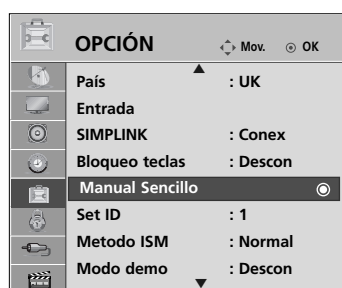 OPCIÓN Mov. OK
País : UK
Entrada
SIMPLINK : Conex
Bloqueo teclas : Descon
Manual Sencillo
Set ID : 1
Metodo ISM : Normal
Modo demo : Descon